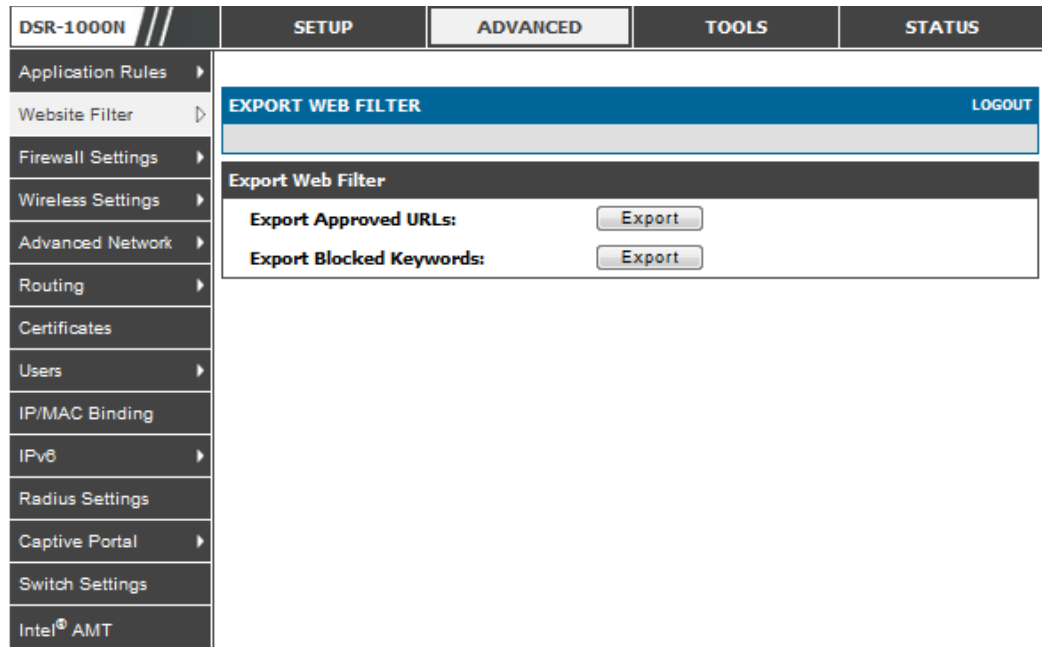 DSR-1000N
SETUP
ADVANCED
TOOLS
STATUS
Application Rules
Website Filter
Firewall Settings
Wireless Settings
Advanced Network
Routing
Certificates
Users
IP/MAC Binding
IPv6
Radius Settings
Captive Portal
Switch Settings
Intel® AMT
EXPORT WEB FILTER
LOGOUT
Export Web Filter
Export Approved URLs: Export
Export Blocked Keywords: Export